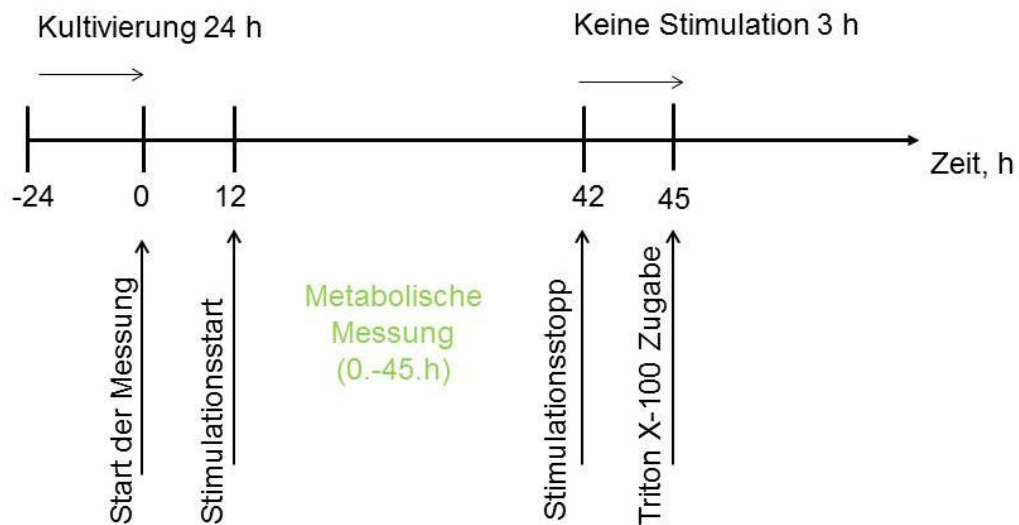 Kultivierung 24 h
Keine Stimulation 3 h
Zeit, h
-24
0
12
42
45
Start der Messung
Stimulationsstart
Metabolische
Messung
(0.-45.h)
Stimulationsstopp
Triton X-100 Zugabe